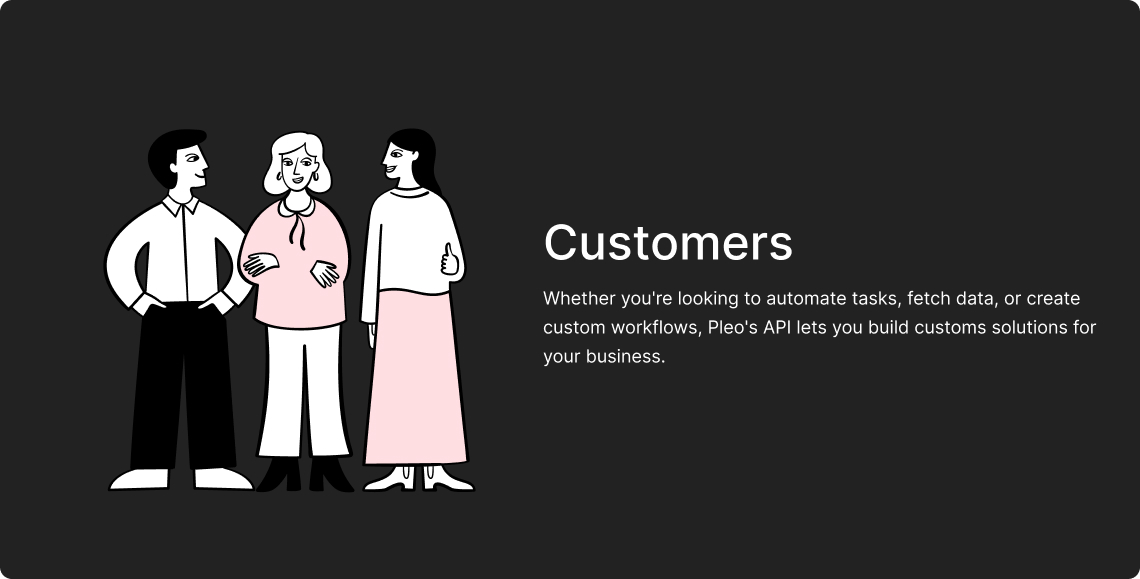 Customers
Whether you're looking to automate tasks, fetch data, or create
custom workflows, Pleo's API lets you build customs solutions for
your business.